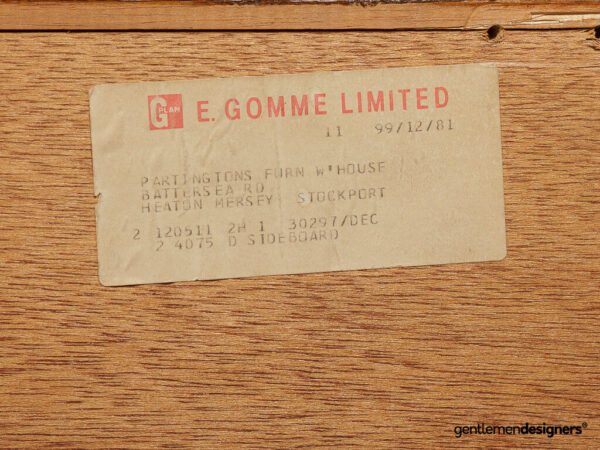 G PLAN E. GOMME LIMITED
11 99/12/81
PARTINGTONS FURN W'HOUSE
BATTERSEA RD
HEATON MERSEY STOCKPORT
2 120511 2H 1 30297/DEC
2 4075 D SIDEBOARD
gentlemendesigners®